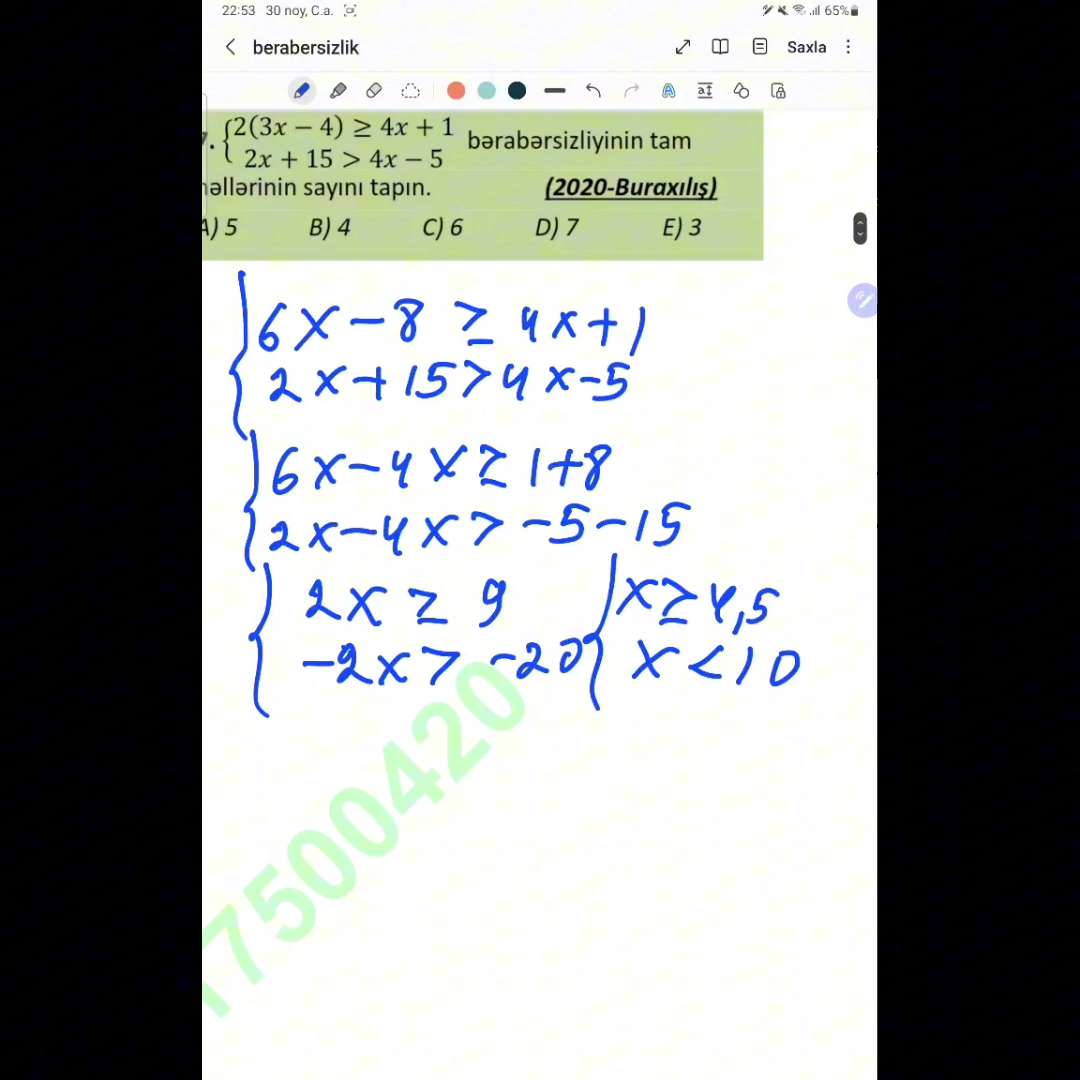 22:53 30 noy, C.a. 65%
berabersizlik Saxla
2(3x − 4) ≥ 4x + 1
2x + 15 > 4x − 5 bərabərsizliyinin tam
həllərinin sayını tapın. (2020-Buraxılış)
A) 5 B) 4 C) 6 D) 7 E) 3
6x-8 ≥ 4x+1
2x+15>4x-5
6x-4x≥1+8
2x-4x>-5-15
2x ≥ 9 x≥4,5
-2x> -20 x<10
7500420